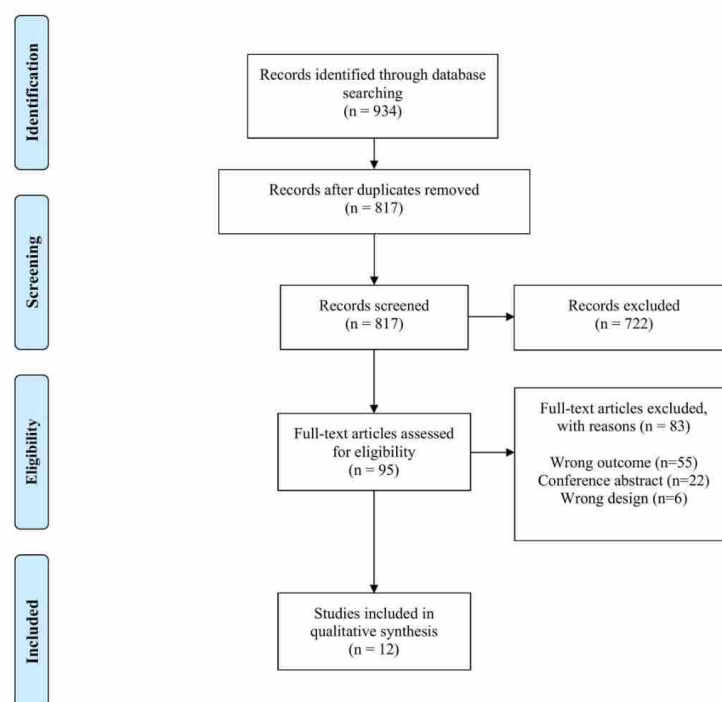 Identification
Records identified through database
searching
(n = 934)
Records after duplicates removed
(n = 817)
Screening
Records screened
(n = 817)
Records excluded
(n = 722)
Eligibility
Full-text articles assessed
for eligibility
(n = 95)
Full-text articles excluded,
with reasons (n = 83)
Wrong outcome (n=55)
Conference abstract (n=22)
Wrong design (n=6)
Included
Studies included in
qualitative synthesis
(n = 12)